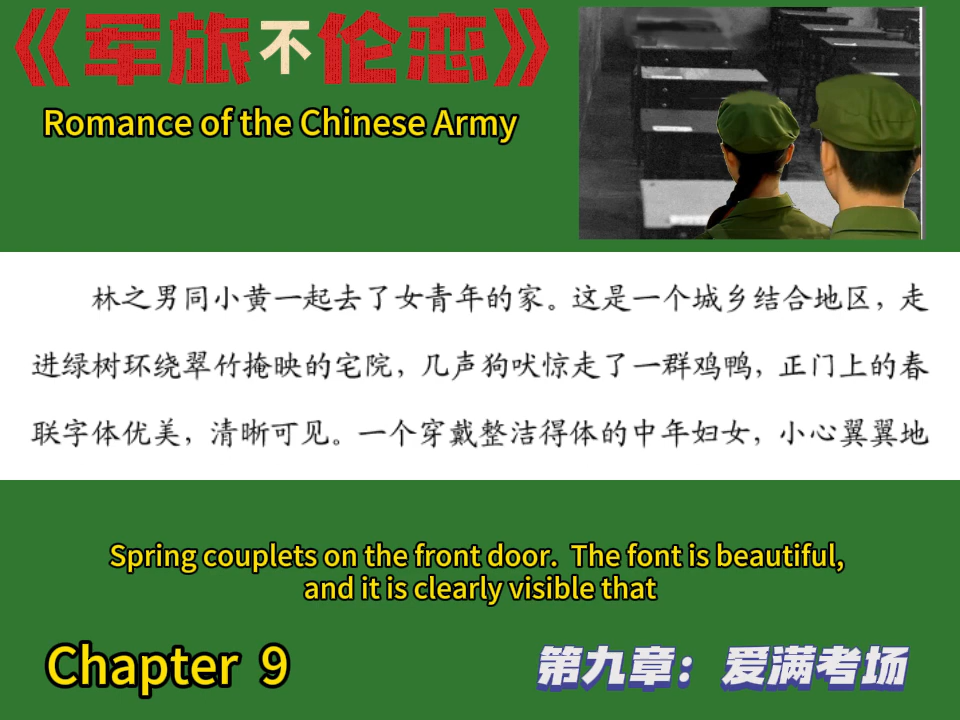 《军旅不伦恋》
Romance of the Chinese Army
林之男同小黄一起去了女青年的家。这是一个城乡结合地区，走
进绿树环绕翠竹掩映的宅院，几声狗吠惊走了一群鸡鸭，正门上的春
联字体优美，清晰可见。一个穿戴整洁得体的中年妇女，小心翼翼地
Spring couplets on the front door. The font is beautiful,
and it is clearly visible that
Chapter 9
第九章：爱满考场